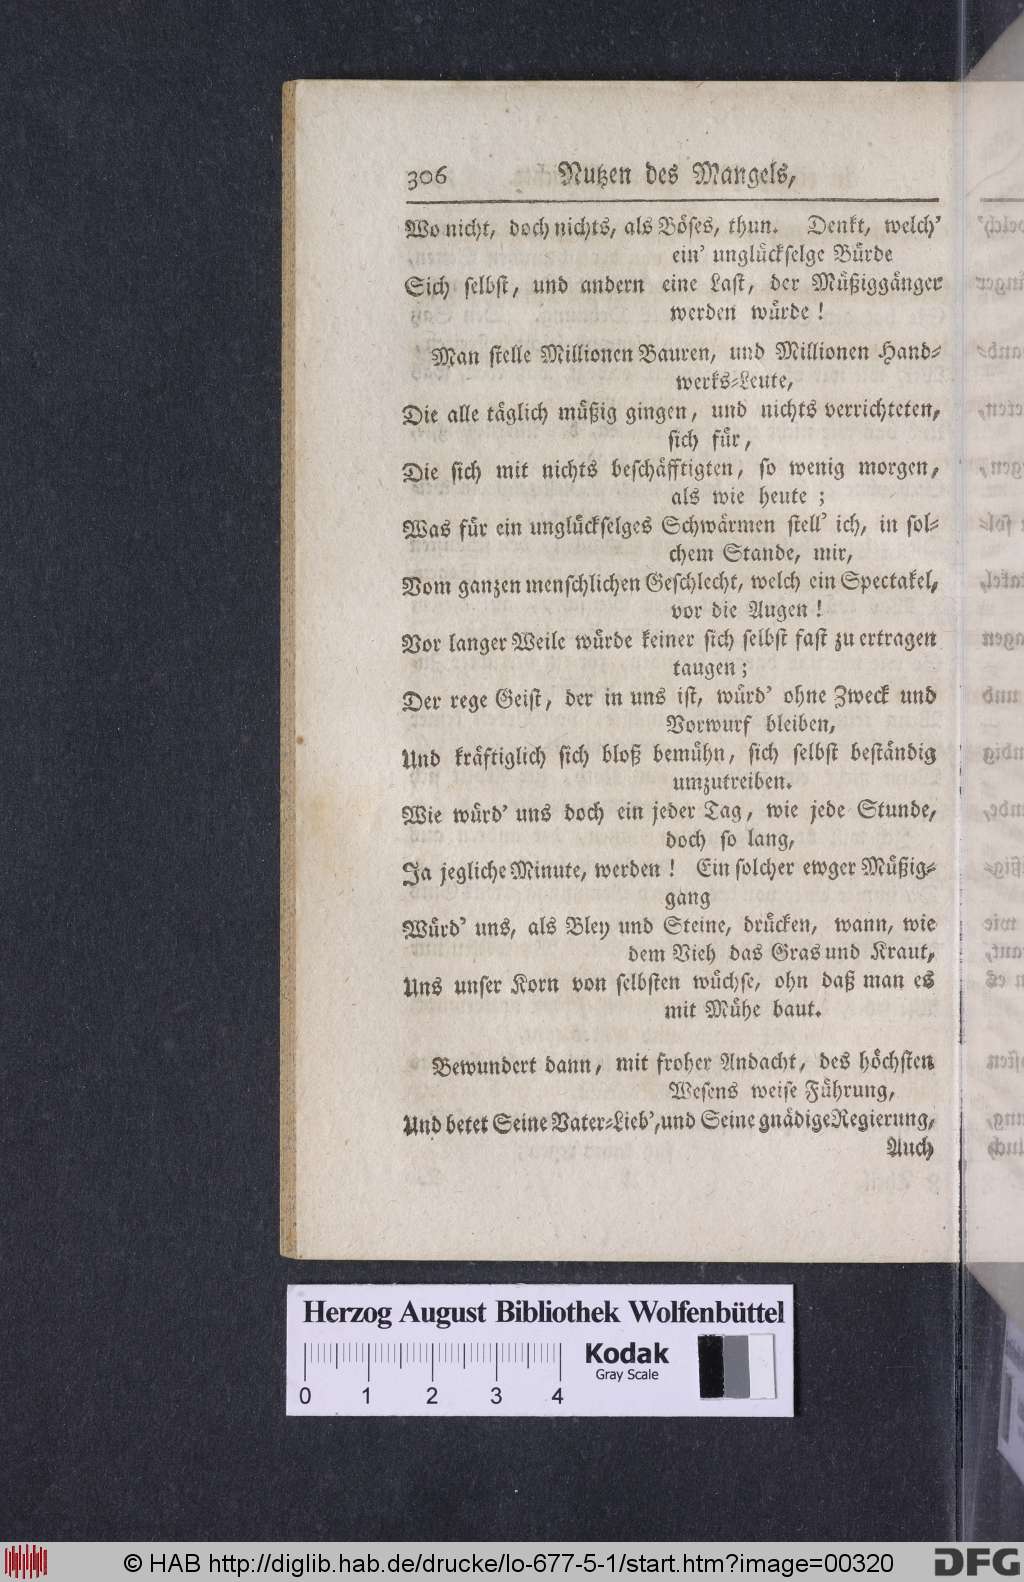 306 Nutzen des Mangels,
Wo nicht, doch nichts, als Böses, thun. Denkt, welch'
ein' unglückselge Bürde
Sich selbst, und andern eine Last, der Müßiggänger
werden würde!
Man stelle Millionen Bauren, und Millionen Hand-
werks-Leute,
Die alle täglich müßig gingen, und nichts verrichteten,
sich für,
Die sich mit nichts beschäfftigten, so wenig morgen,
als wie heute;
Was für ein unglückselges Schwärmen stell' ich, in sol-
chem Stande, mir,
Vom ganzen menschlichen Geschlecht, welch ein Spectakel,
vor die Augen!
Vor langer Weile würde keiner sich selbst fast zu ertragen
taugen;
Der rege Geist, der in uns ist, würd' ohne Zweck und
Vorwurf bleiben,
Und kräftiglich sich bloß bemühn, sich selbst beständig
umzutreiben.
Wie würd' uns doch ein jeder Tag, wie jede Stunde,
doch so lang,
Ja jegliche Minute, werden! Ein solcher ewger Müßig-
gang
Würd' uns, als Bley und Steine, drücken, wann, wie
dem Vieh das Gras und Kraut,
Uns unser Korn von selbsten wüchse, ohn daß man es
mit Mühe baut.
Bewundert dann, mit froher Andacht, des höchsten
Wesens weise Führung,
Und betet Seine Vater-Lieb', und Seine gnädige Regierung,
Auch
Herzog August Bibliothek Wolfenbüttel
Kodak
Gray Scale
0 1 2 3 4
© HAB http://diglib.hab.de/drucke/lo-677-5-1/start.htm?image=00320
DFG